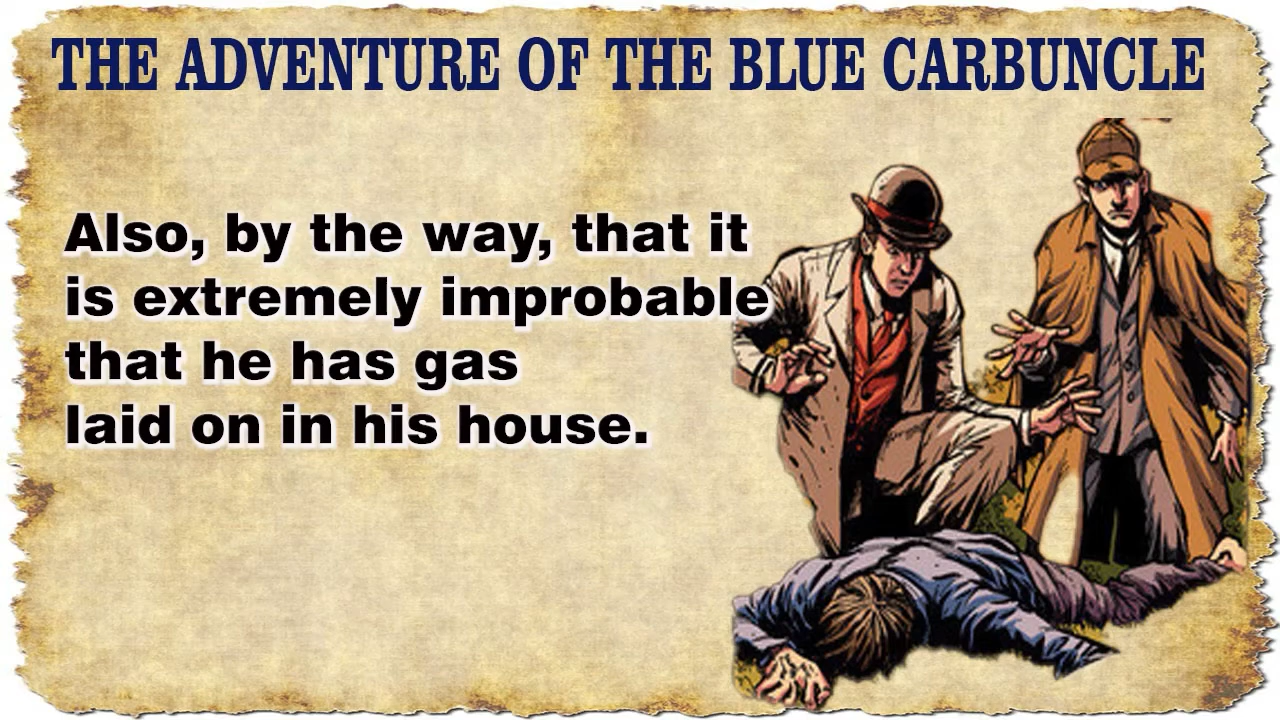 THE ADVENTURE OF THE BLUE CARBUNCLE
Also, by the way, that it
is extremely improbable
that he has gas
laid on in his house.